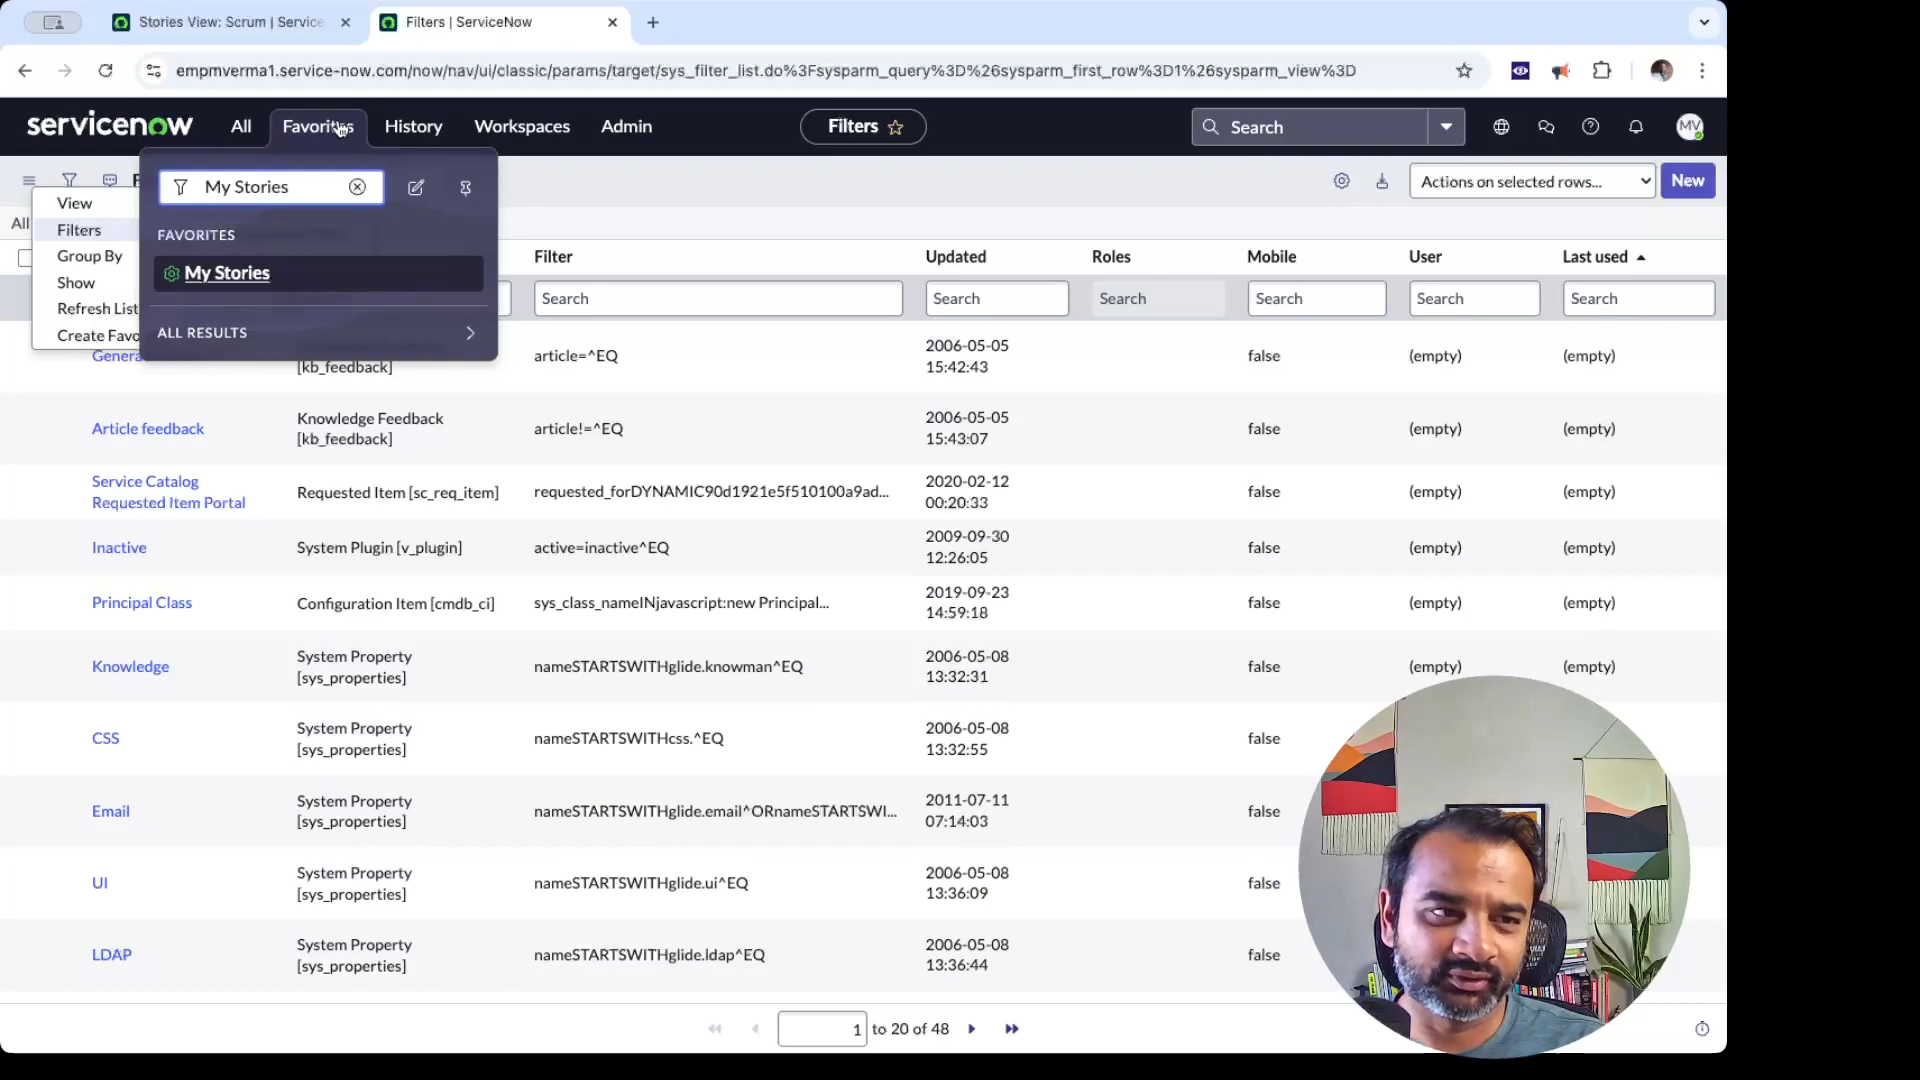 Stories View: Scrum | Service
Filters | ServiceNow
empmverma1.service-now.com/now/nav/ui/classic/params/target/sys_filter_list.do%3Fsysparm_query%3D%26sysparm_first_row%3D1%26sysparm_view%3D
servicenow
All
Favorites
History
Workspaces
Admin
Filters
Search
MV
My Stories
FAVORITES
My Stories
ALL RESULTS
View
Filters
Group By
Show
Refresh List
Create Favo
Actions on selected rows...
New
All
Filter
Updated
Roles
Mobile
User
Last used
Search
Search
Search
Search
Search
Search
Genera
[kb_feedback]
article=^EQ
2006-05-05
15:42:43
false
(empty)
(empty)
Article feedback
Knowledge Feedback
[kb_feedback]
article!=^EQ
2006-05-05
15:43:07
false
(empty)
(empty)
Service Catalog
Requested Item Portal
Requested Item [sc_req_item]
requested_forDYNAMIC90d1921e5f510100a9ad...
2020-02-12
00:20:33
false
(empty)
(empty)
Inactive
System Plugin [v_plugin]
active=inactive^EQ
2009-09-30
12:26:05
false
(empty)
(empty)
Principal Class
Configuration Item [cmdb_ci]
sys_class_nameINjavascript:new Principal...
2019-09-23
14:59:18
false
(empty)
(empty)
Knowledge
System Property
[sys_properties]
nameSTARTSWITHglide.knowman^EQ
2006-05-08
13:32:31
false
(empty)
(empty)
CSS
System Property
[sys_properties]
nameSTARTSWITHcss.^EQ
2006-05-08
13:32:55
false
Email
System Property
[sys_properties]
nameSTARTSWITHglide.email^ORnameSTARTSWI...
2011-07-11
07:14:03
false
UI
System Property
[sys_properties]
nameSTARTSWITHglide.ui^EQ
2006-05-08
13:36:09
false
LDAP
System Property
[sys_properties]
nameSTARTSWITHglide.ldap^EQ
2006-05-08
13:36:44
false
1 to 20 of 48